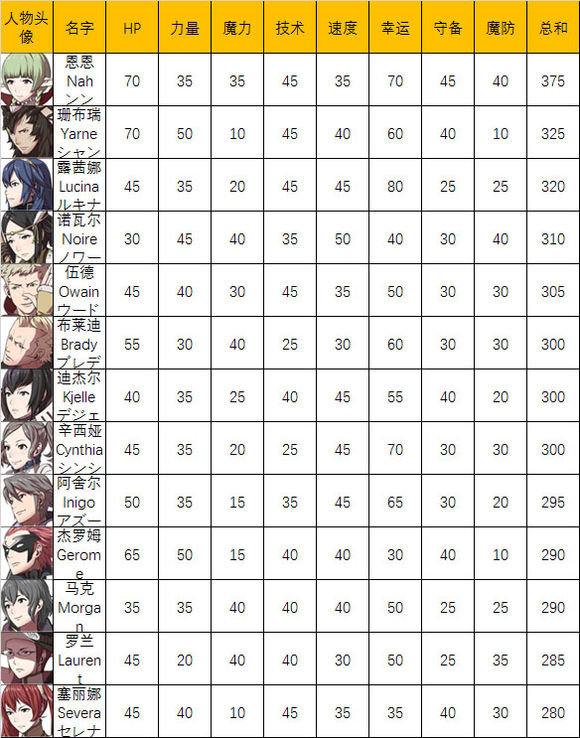 人物头像 名字 HP 力量 魔力 技术 速度 幸运 守备 魔防 总和
恩恩
Nah 70 35 35 45 35 70 45 40 375
ンン
珊布瑞
Yarne 70 50 10 45 40 60 40 10 325
シャン
露茜娜
Lucina 45 35 20 45 45 80 25 25 320
ルキナ
诺瓦尔
Noire 30 45 40 35 50 40 30 40 310
ノワー
伍德
Owain 45 40 30 45 35 50 30 30 305
ウード
布莱迪
Brady 55 30 40 25 30 60 30 30 300
ブレデ
迪杰尔
Kjelle 40 35 25 40 45 55 40 20 300
デジェ
辛西娅
Cynthia 45 35 20 25 45 70 30 30 300
シンシ
阿舍尔
Inigo 50 35 15 35 45 65 30 20 295
アズー
杰罗姆
Gerom 65 50 15 40 40 30 40 10 290
e
马克
Morga 35 35 40 40 40 50 25 25 290
n
罗兰
Lauren 45 20 40 40 30 50 25 35 285
t
塞丽娜
Severa 45 40 10 45 35 35 40 30 280
セレナ